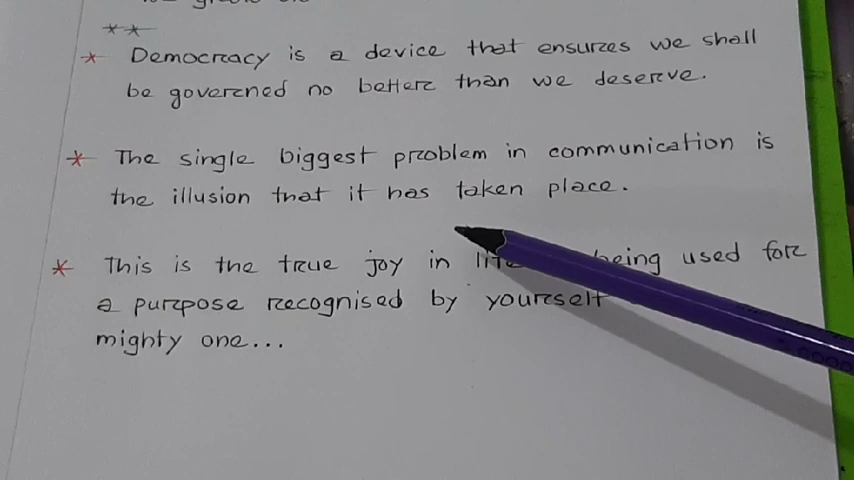 **
* Democracy is a device that ensures we shall
be governed no better than we deserve.
* The single biggest problem in communication is
the illusion that it has taken place.
* This is the true joy in life being used for
a purpose recognised by yourself
mighty one...